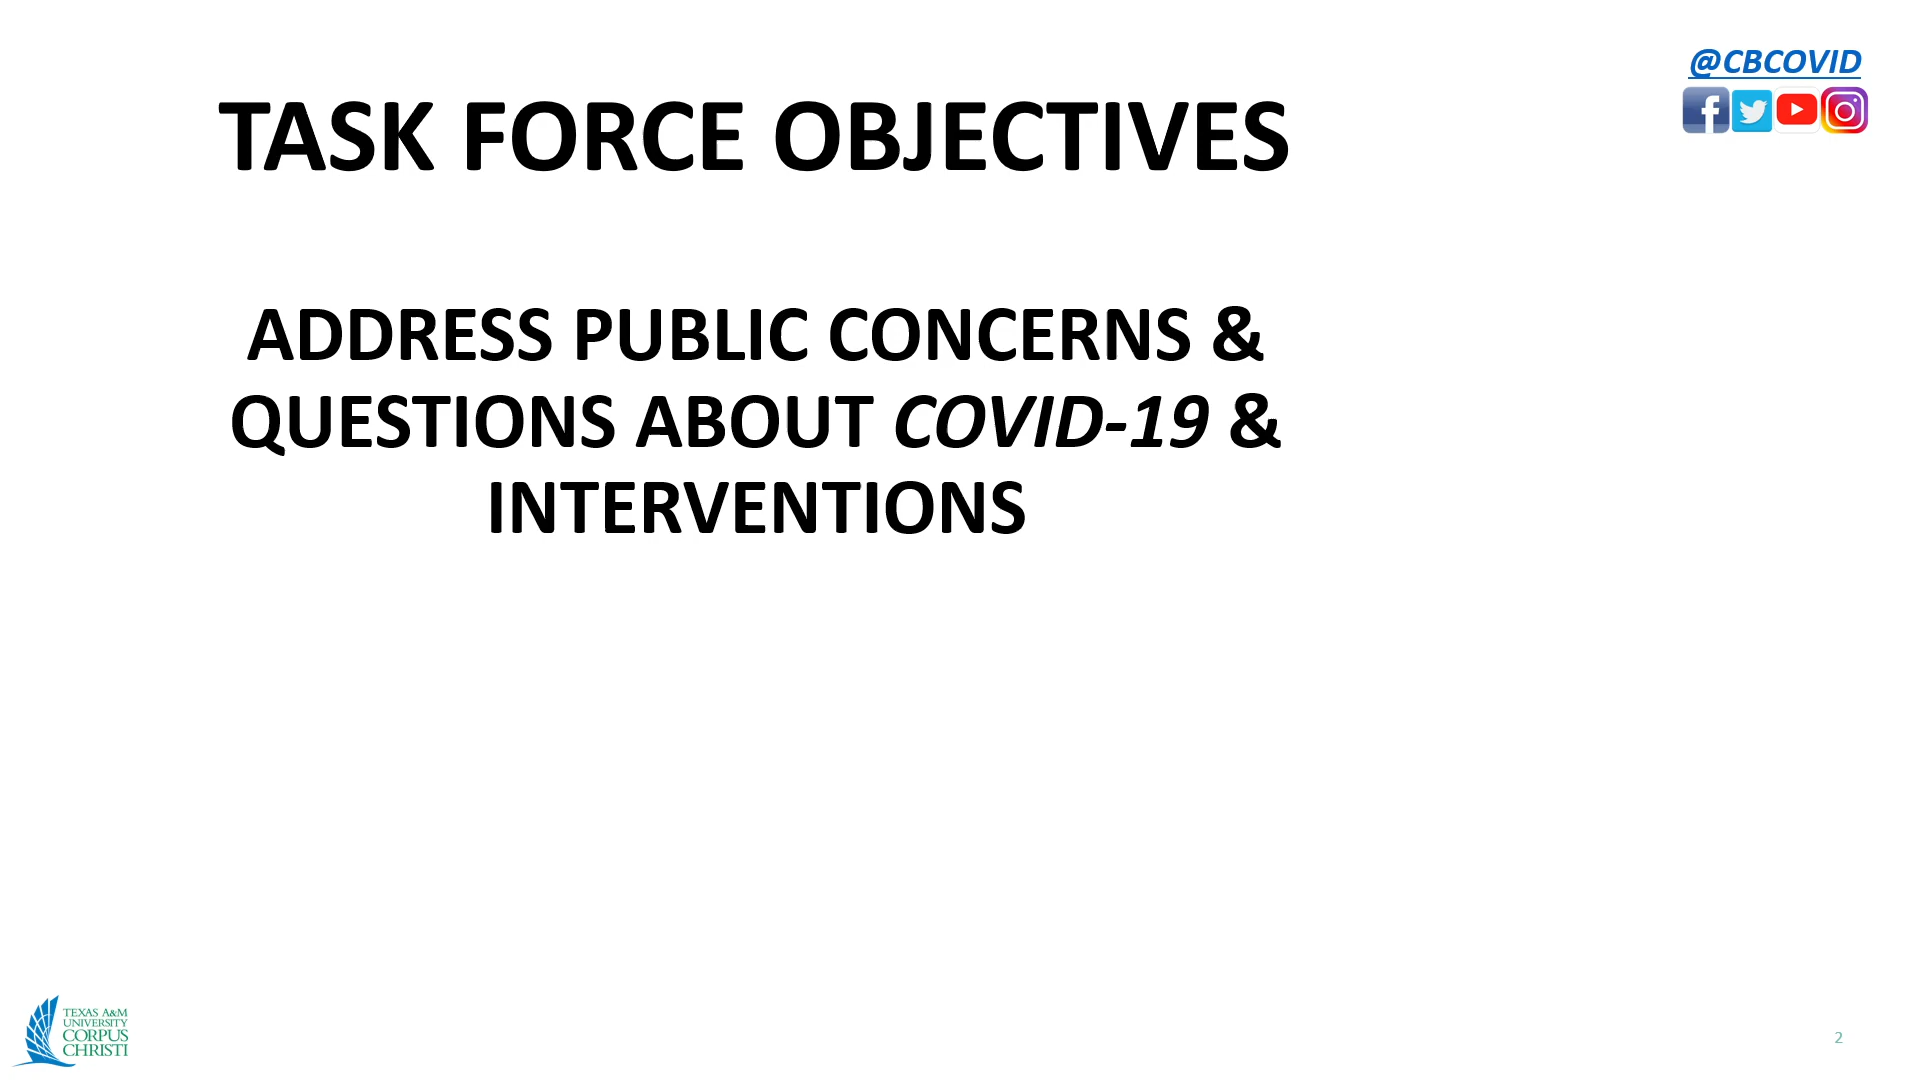 @CBCOVID
TASK FORCE OBJECTIVES
ADDRESS PUBLIC CONCERNS &
QUESTIONS ABOUT COVID-19 &
INTERVENTIONS
TEXAS A&M
UNIVERSITY
CORPUS
CHRISTI
2